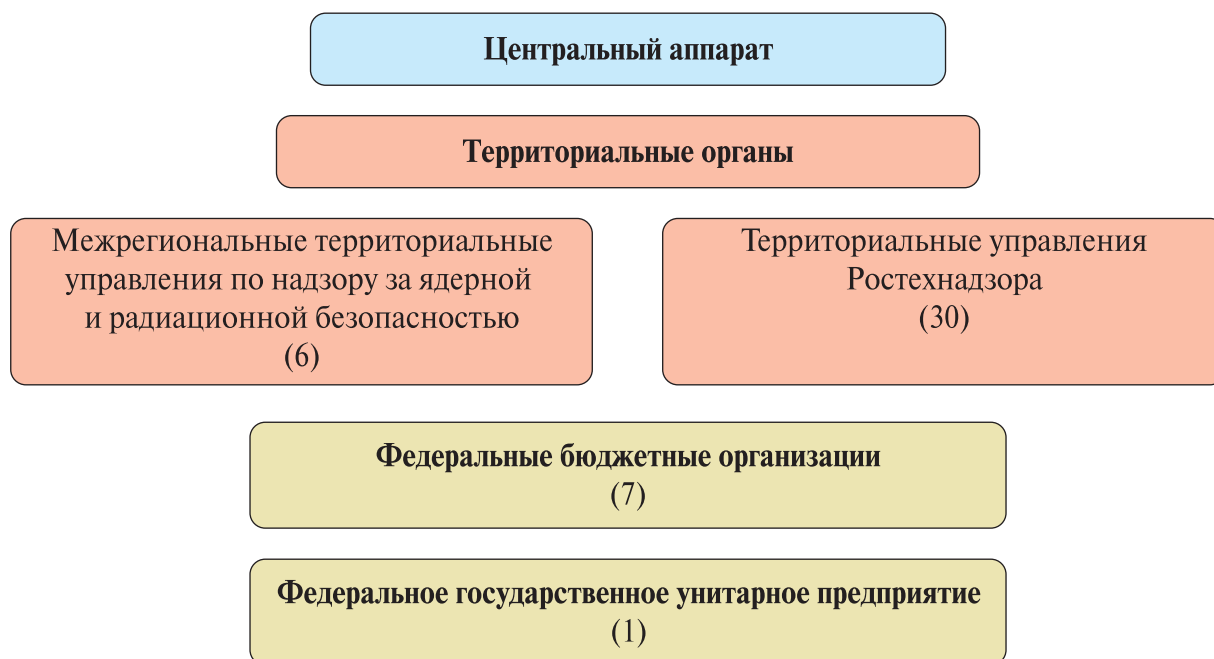 Центральный аппарат
Территориальные органы
Межрегиональные территориальные
управления по надзору за ядерной
и радиационной безопасностью
(6)
Территориальные управления
Ростехнадзора
(30)
Федеральные бюджетные организации
(7)
Федеральное государственное унитарное предприятие
(1)